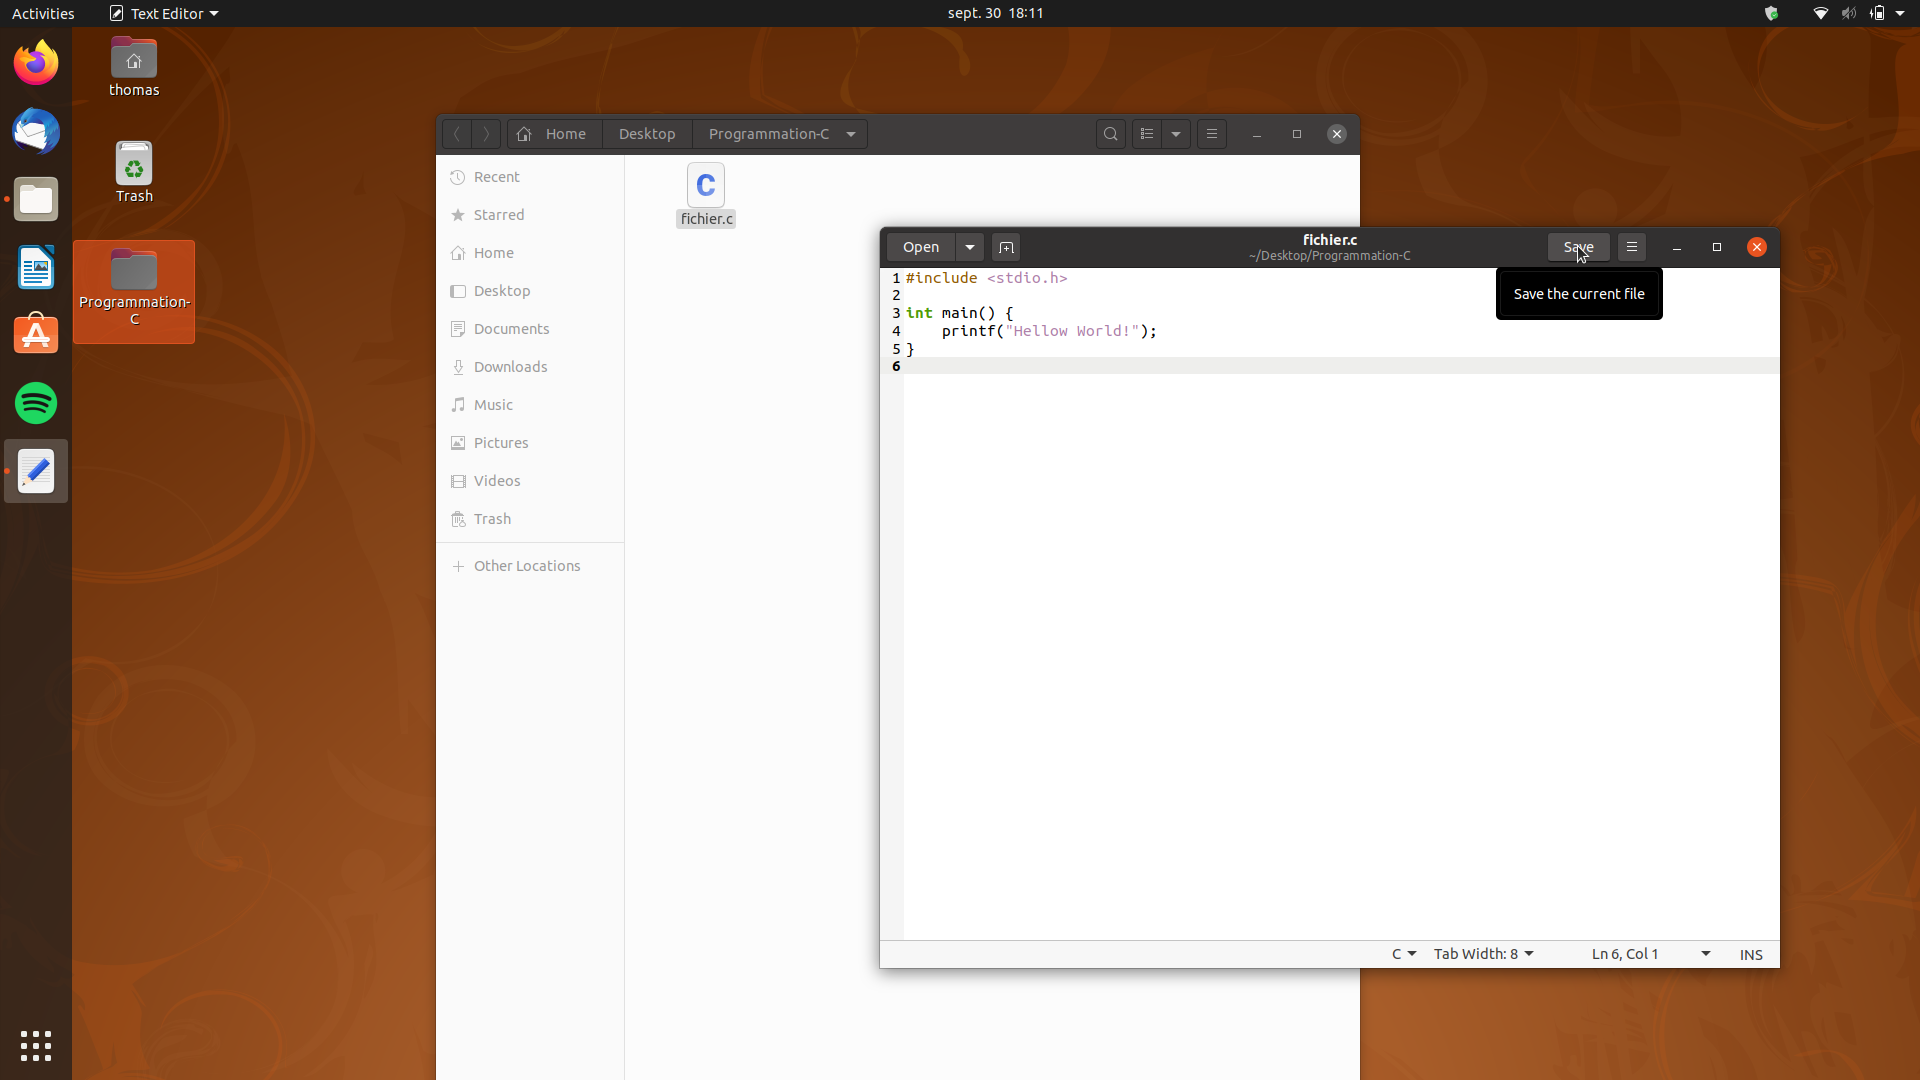 Activities
Text Editor
sept. 30 18:11
thomas
Trash
Programmation-
C
Home
Desktop
Programmation-C
Recent
Starred
Home
Desktop
Documents
Downloads
Music
Pictures
Videos
Trash
Other Locations
C
fichier.c
Open
fichier.c
~/Desktop/Programmation-C
Save
Save the current file
1 #include <stdio.h>
2
3 int main() {
4     printf("Hellow World!");
5 }
6
C
Tab Width: 8
Ln 6, Col 1
INS